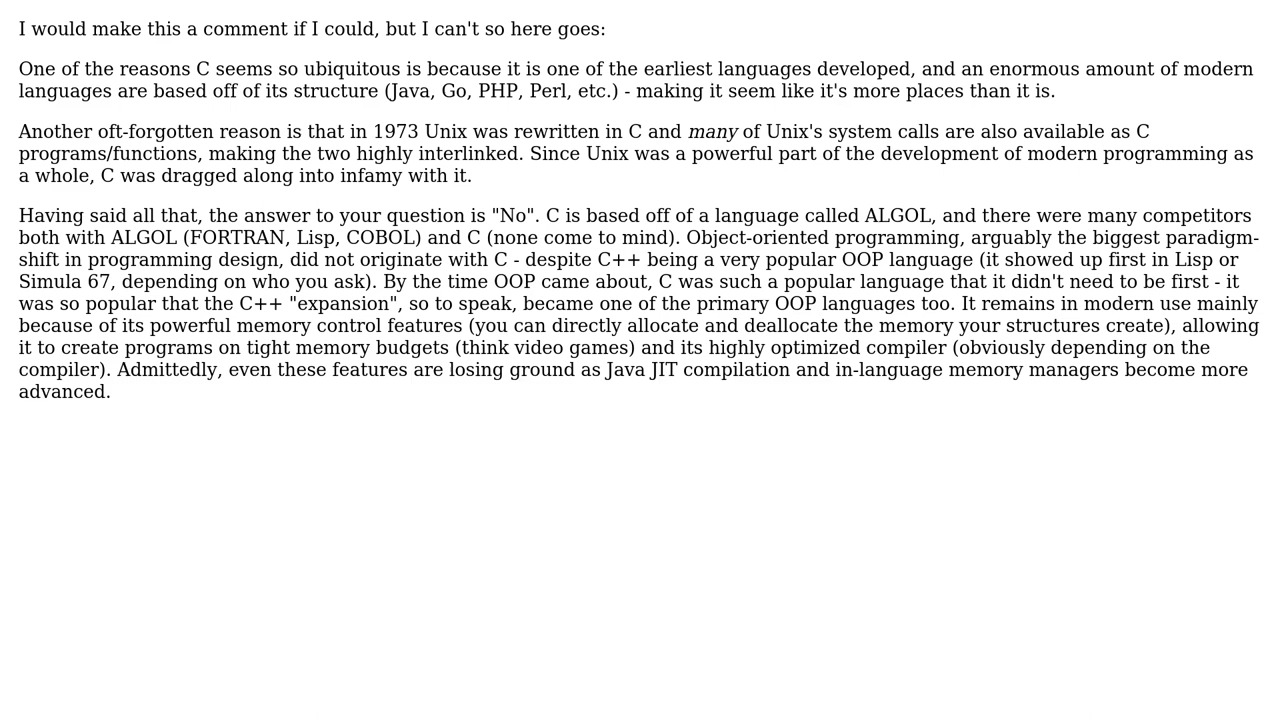 I would make this a comment if I could, but I can't so here goes:
One of the reasons C seems so ubiquitous is because it is one of the earliest languages developed, and an enormous amount of modern
languages are based off of its structure (Java, Go, PHP, Perl, etc.) - making it seem like it's more places than it is.
Another oft-forgotten reason is that in 1973 Unix was rewritten in C and many of Unix's system calls are also available as C
programs/functions, making the two highly interlinked. Since Unix was a powerful part of the development of modern programming as
a whole, C was dragged along into infamy with it.
Having said all that, the answer to your question is "No". C is based off of a language called ALGOL, and there were many competitors
both with ALGOL (FORTRAN, Lisp, COBOL) and C (none come to mind). Object-oriented programming, arguably the biggest paradigm-
shift in programming design, did not originate with C - despite C++ being a very popular OOP language (it showed up first in Lisp or
Simula 67, depending on who you ask). By the time OOP came about, C was such a popular language that it didn't need to be first - it
was so popular that the C++ "expansion", so to speak, became one of the primary OOP languages too. It remains in modern use mainly
because of its powerful memory control features (you can directly allocate and deallocate the memory your structures create), allowing
it to create programs on tight memory budgets (think video games) and its highly optimized compiler (obviously depending on the
compiler). Admittedly, even these features are losing ground as Java JIT compilation and in-language memory managers become more
advanced.